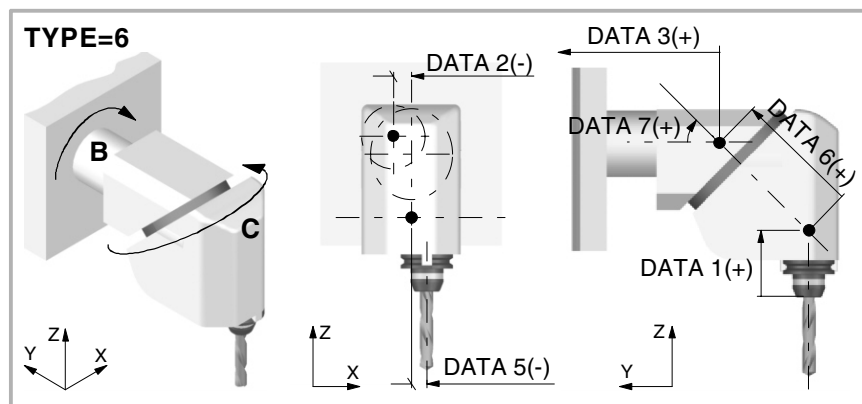 TYPE=6
B
C
Z
Y
X
DATA 2(-)
Z
X
DATA 5(-)
DATA 3(+)
DATA 7(+)
DATA 6(+)
DATA 1(+)
Z
Y